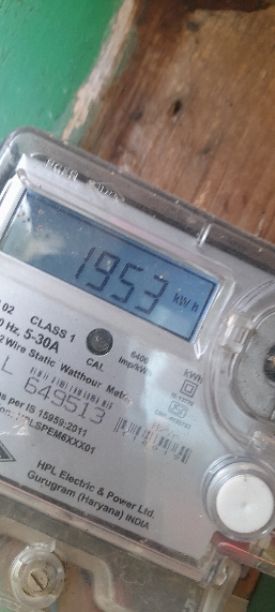 1953 kWh
02 CLASS 1
Hz, 5-30A
CAL
6400 imp/kWh
kWh
2 Wire Static Watthour Meter
L 649513
as per IS 15959:2011
HPL Electric & Power Ltd.
Gurugram (Haryana) INDIA